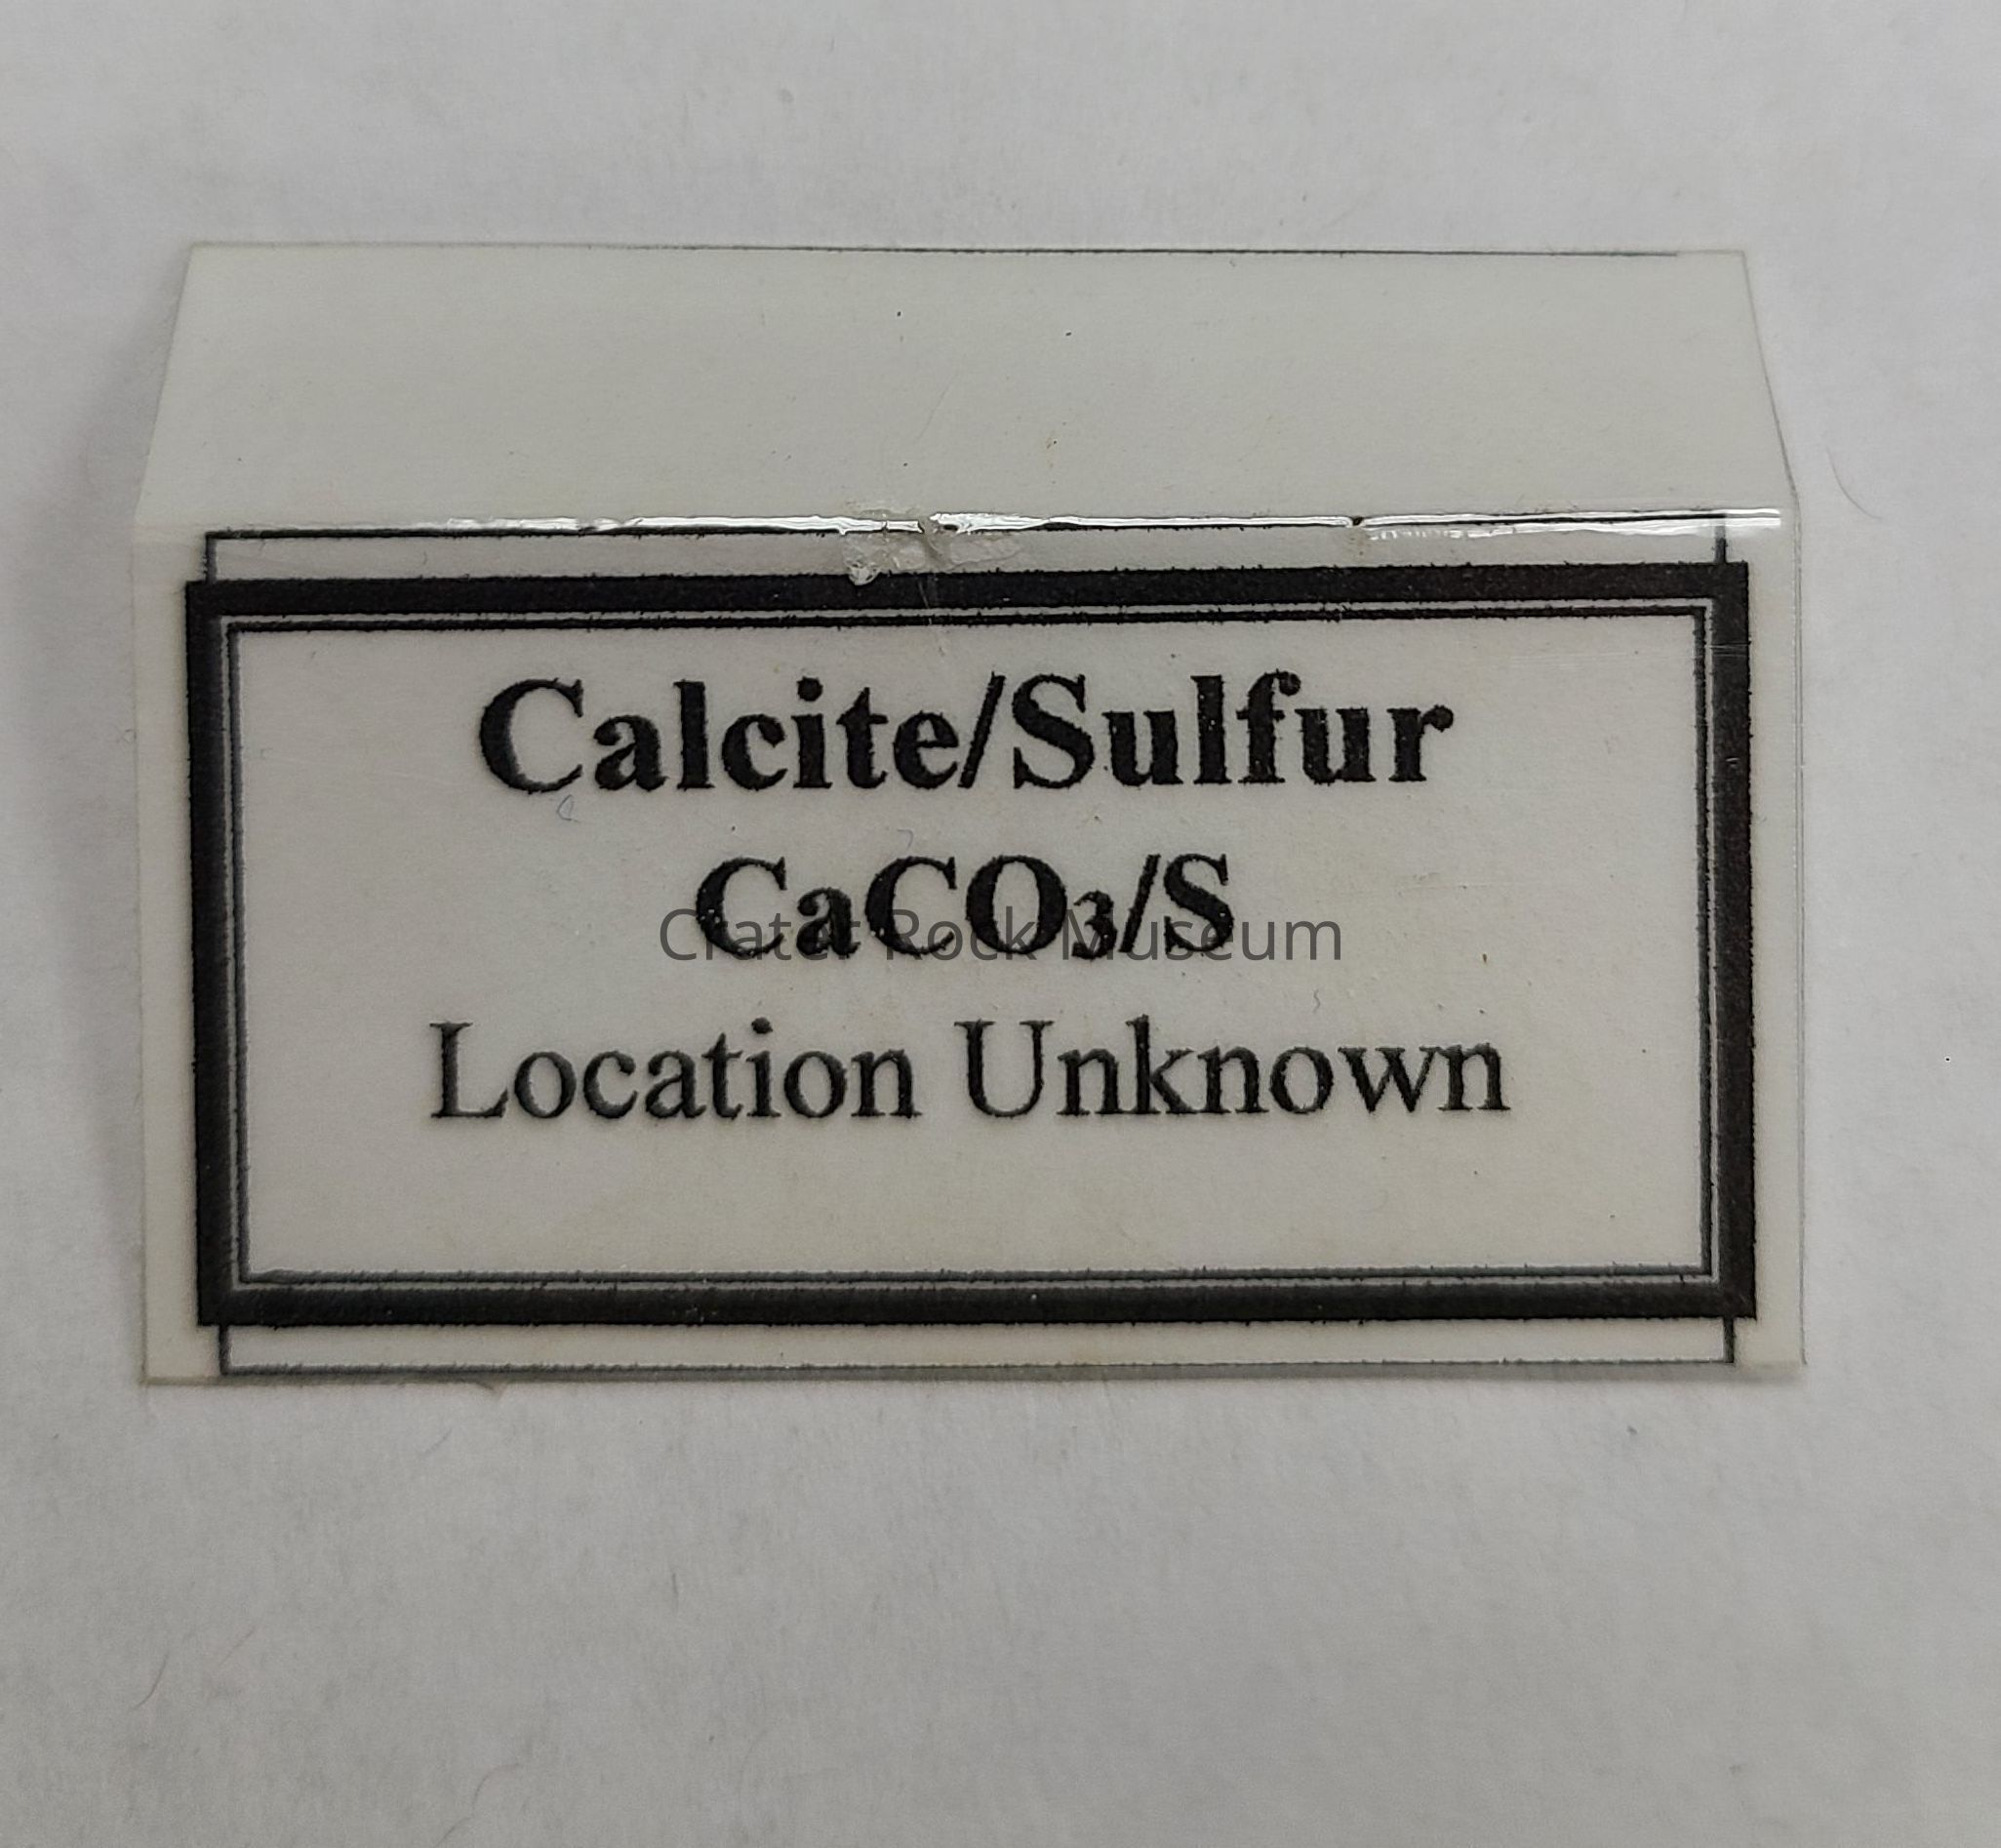 Calcite/Sulfur
CaCO₃/S
Crater Rock Museum
Location Unknown